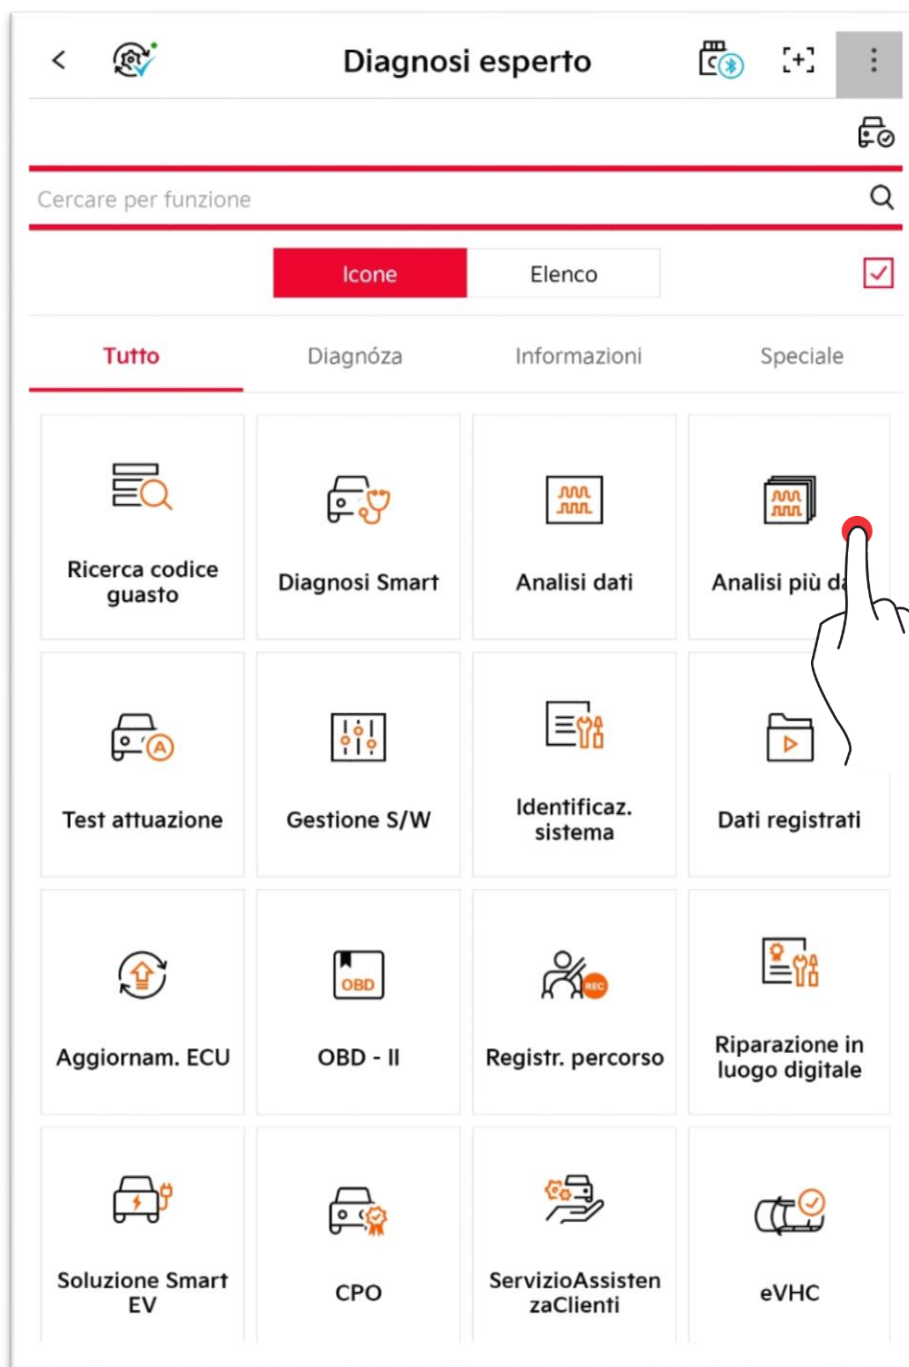 Diagnosi esperto
Cercare per funzione
Icone
Elenco
Tutto
Diagnóza
Informazioni
Speciale
Ricerca codice
guasto
Diagnosi Smart
Analisi dati
Analisi più
Test attuazione
Gestione S/W
Identificaz.
sistema
Dati registrati
OBD
REC
Aggiornam. ECU
OBD - II
Registr. percorso
Riparazione in
luogo digitale
Soluzione Smart
EV
CPO
ServizioAssisten
zaClienti
eVHC